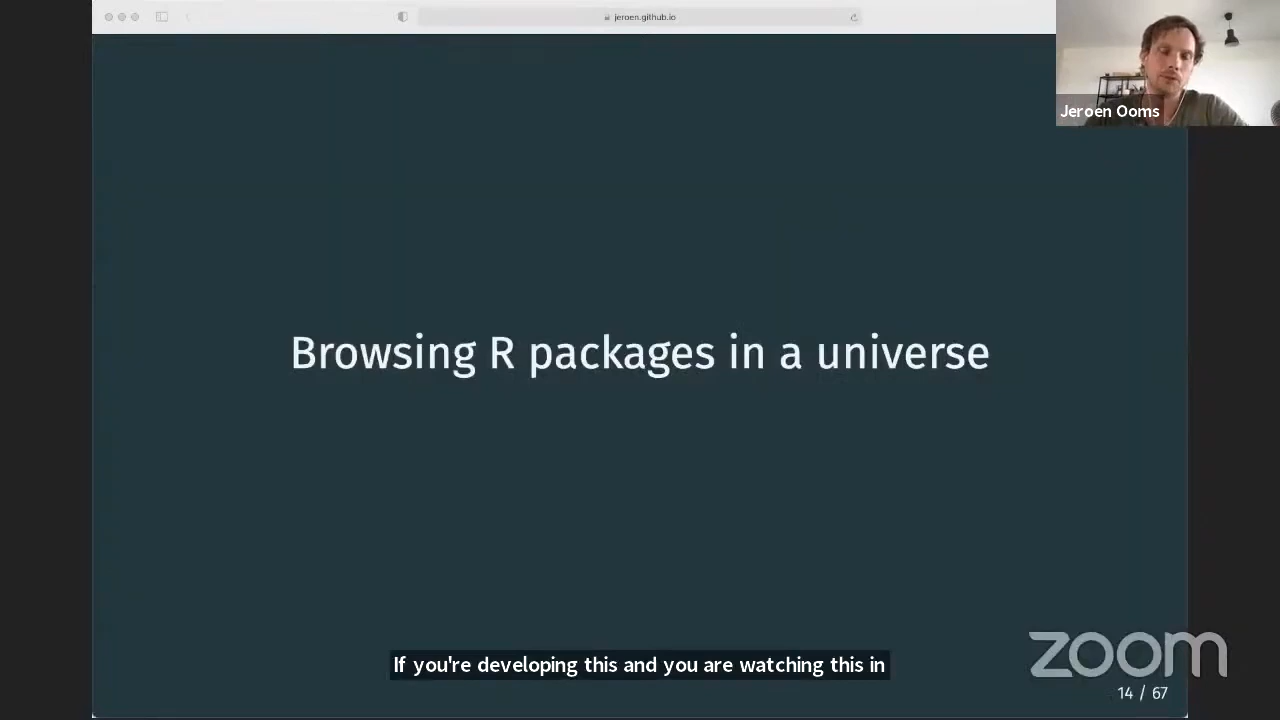 jeroen.github.io
Jeroen Ooms
Browsing R packages in a universe
If you're developing this and you are watching this in
zoom
14 / 67